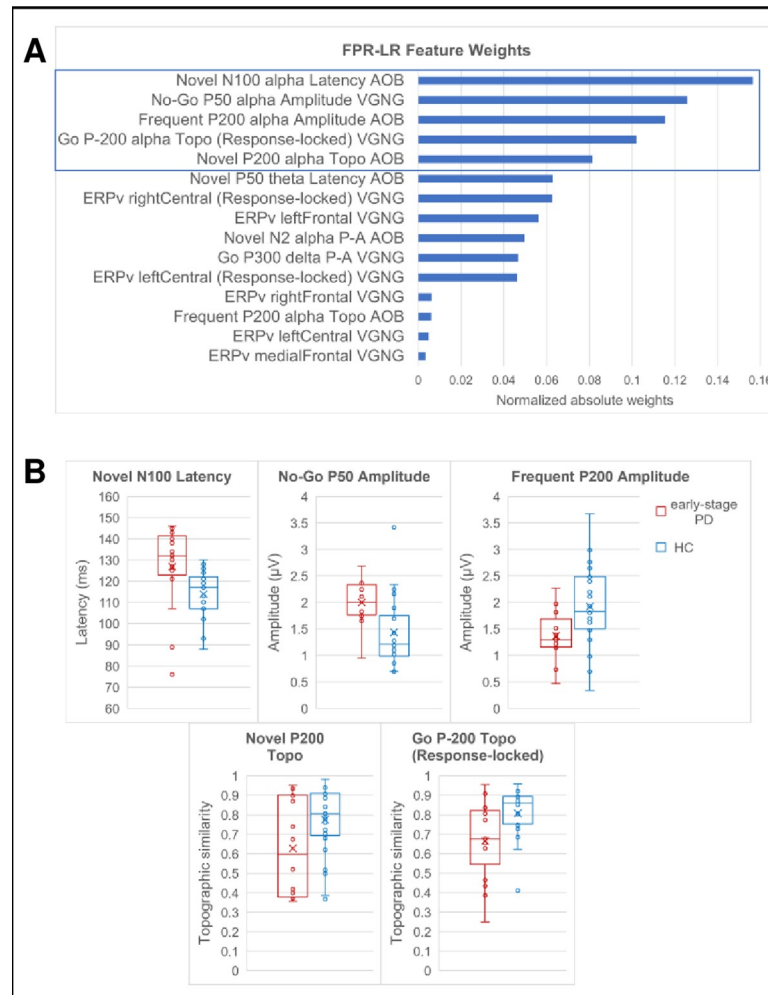 A
FPR-LR Feature Weights
Novel N100 alpha Latency AOB
No-Go P50 alpha Amplitude VGNG
Frequent P200 alpha Amplitude AOB
Go P-200 alpha Topo (Response-locked) VGNG
Novel P200 alpha Topo AOB
Novel P50 theta Latency AOB
ERPv rightCentral (Response-locked) VGNG
ERPv leftFrontal VGNG
Novel N2 alpha P-A AOB
Go P300 delta P-A VGNG
ERPv leftCentral (Response-locked) VGNG
ERPv rightFrontal VGNG
Frequent P200 alpha Topo AOB
ERPv leftCentral VGNG
ERPv medialFrontal VGNG
0 0.02 0.04 0.06 0.08 0.1 0.12 0.14 0.16
Normalized absolute weights
B
Novel N100 Latency
160
150
140
130
120
110
100
90
80
70
60
Latency (ms)
No-Go P50 Amplitude
4
3.5
3
2.5
2
1.5
1
0.5
0
Amplitude (µV)
Frequent P200 Amplitude
4
3.5
3
2.5
2
1.5
1
0.5
0
Amplitude (µV)
early-stage
PD
HC
Novel P200
Topo
1
0.9
0.8
0.7
0.6
0.5
0.4
0.3
0.2
0.1
0
Topographic similarity
Go P-200 Topo
(Response-locked)
1
0.9
0.8
0.7
0.6
0.5
0.4
0.3
0.2
0.1
0
Topographic similarity